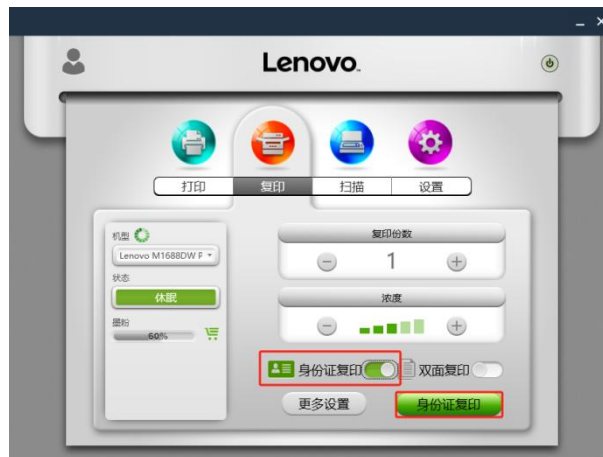 Lenovo
打印 复印 扫描 设置
机型
Lenovo M1688DW P
状态
休眠
墨粉
60%
复印份数
1
浓度
身份证复印 双面复印
更多设置 身份证复印